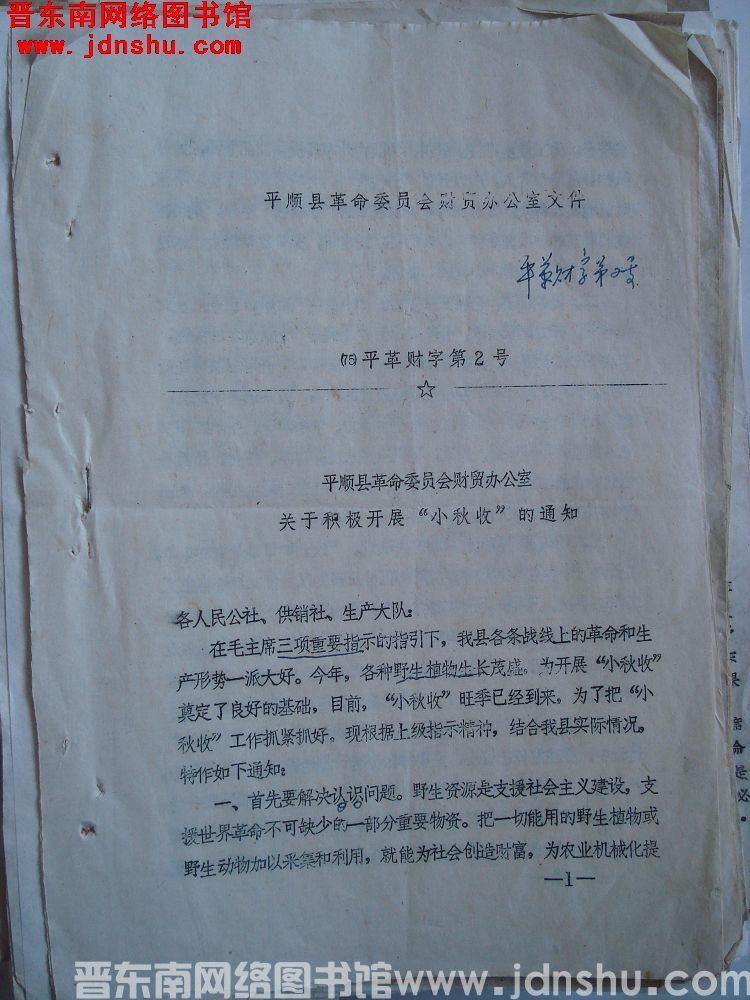 晋东南网络图书馆
www.jdnshu.com
平顺县革命委员会财贸办公室文件
平革财字第2号
(75)平革财字第2号
平顺县革命委员会财贸办公室
关于积极开展“小秋收”的通知
各人民公社、供销社、生产大队:
在毛主席三项重要指示的指引下，我县各条战线上的革命和生
产形势一派大好。今年，各种野生植物生长茂盛。为开展“小秋收”
奠定了良好的基础，目前，“小秋收”旺季已经到来。为了把“小
秋收”工作抓紧抓好。现根据上级指示精神，结合我县实际情况，
特作如下通知:
一、首先要解决认识问题。野生资源是支援社会主义建设，支
援世界革命不可缺少的一部分重要物资。把一切能用的野生植物或
野生动物加以采集和利用，就能为社会创造财富，为农业机械化提
—1—
晋东南网络图书馆www.jdnshu.com